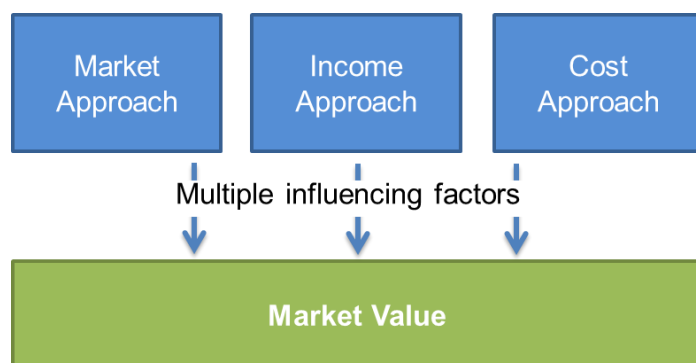 Market
Approach
Income
Approach
Cost
Approach
Multiple influencing factors
Market Value